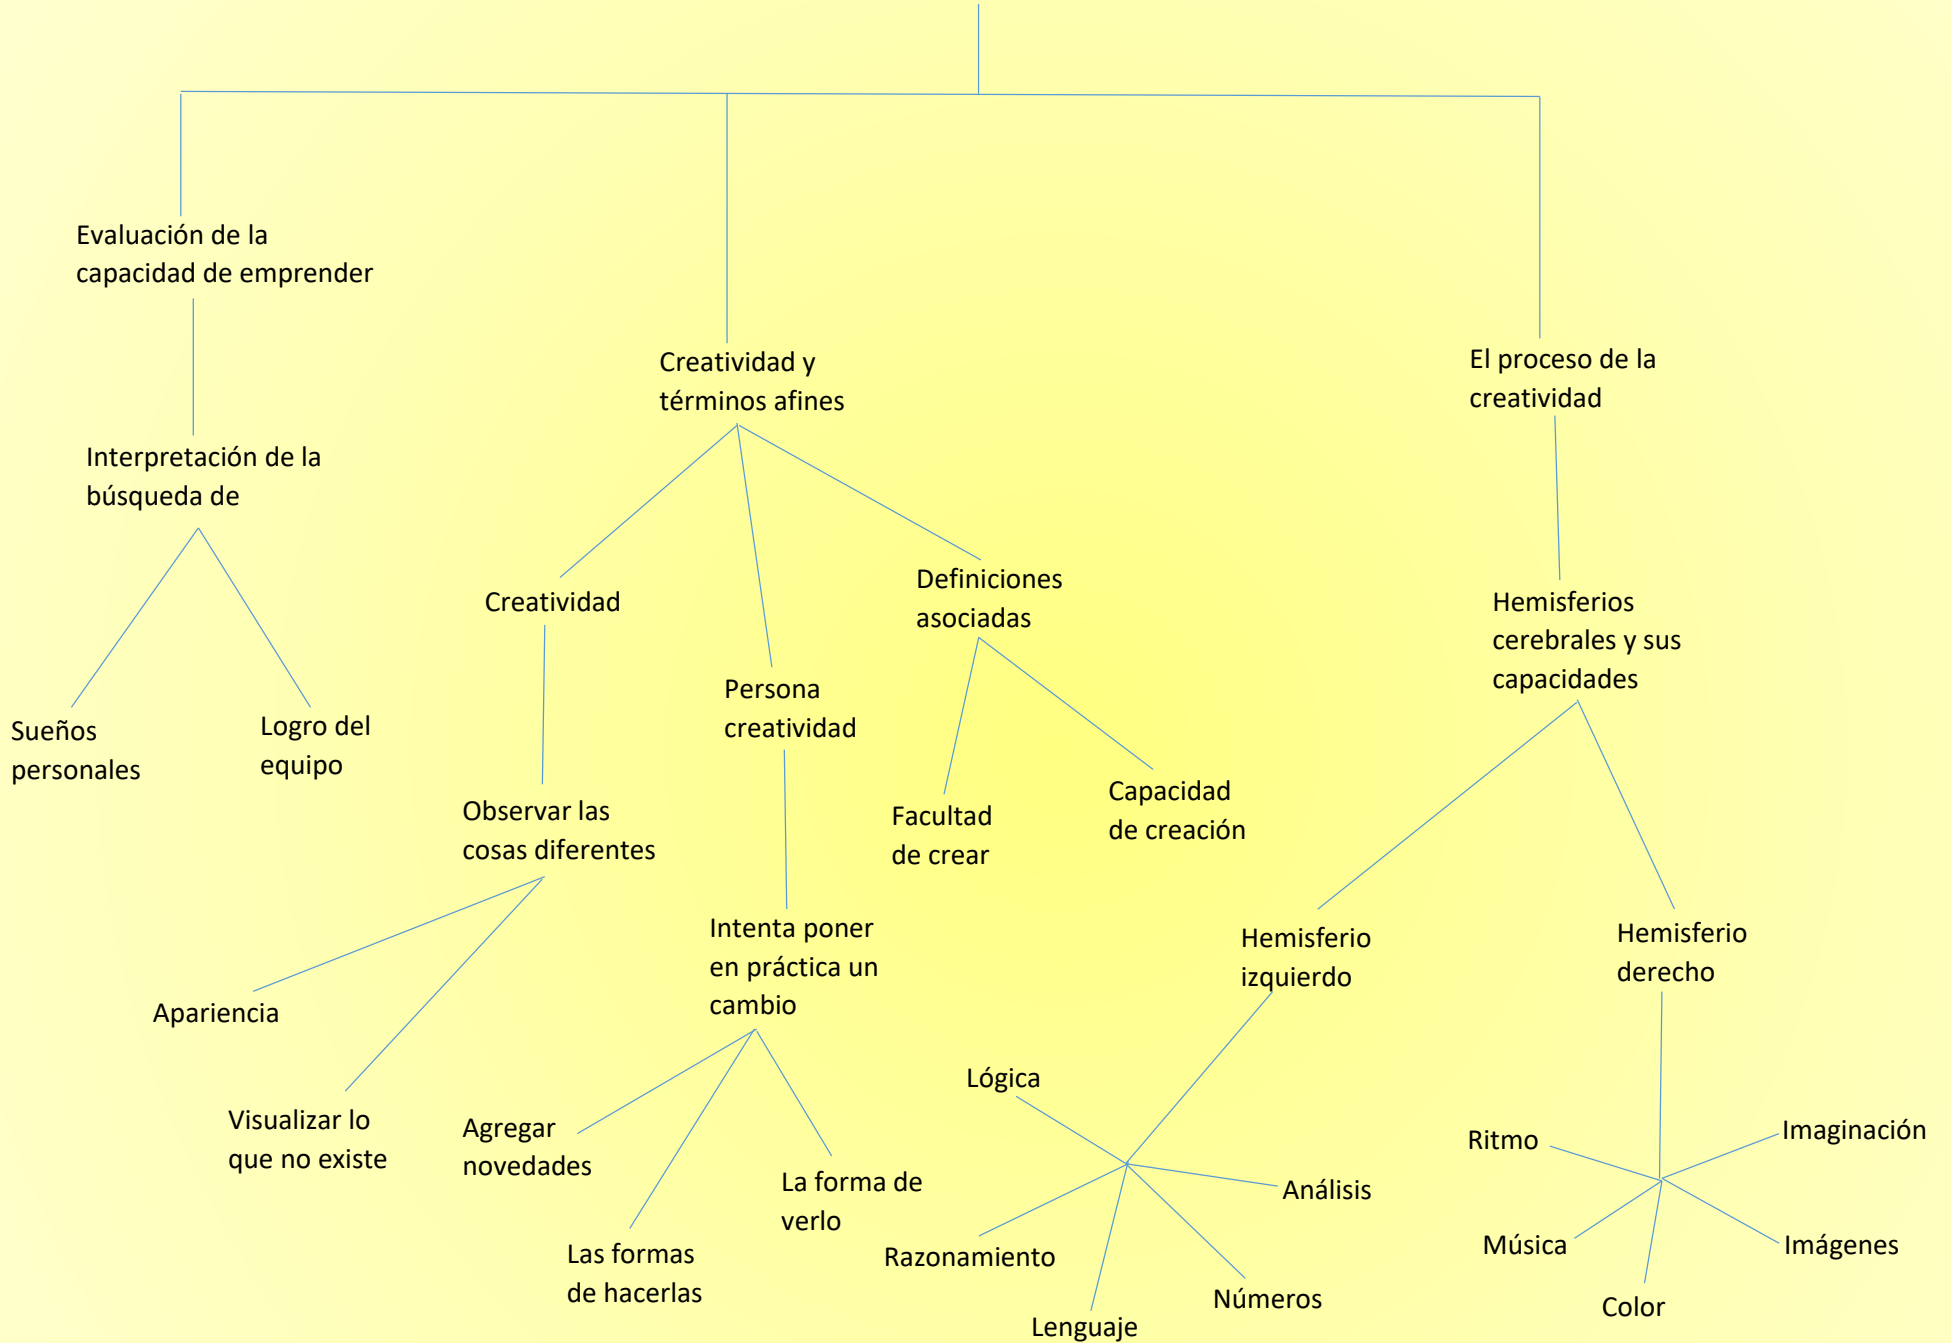 Evaluación de la
capacidad de emprender
Interpretación de la
búsqueda de
Sueños
personales
Logro del
equipo
Creatividad y
términos afines
Creatividad
Observar las
cosas diferentes
Apariencia
Visualizar lo
que no existe
Persona
creatividad
Intenta poner
en práctica un
cambio
Agregar
novedades
Las formas
de hacerlas
La forma de
verlo
Definiciones
asociadas
Facultad
de crear
Capacidad
de creación
El proceso de la
creatividad
Hemisferios
cerebrales y sus
capacidades
Hemisferio
izquierdo
Lógica
Razonamiento
Lenguaje
Números
Análisis
Hemisferio
derecho
Ritmo
Música
Color
Imágenes
Imaginación